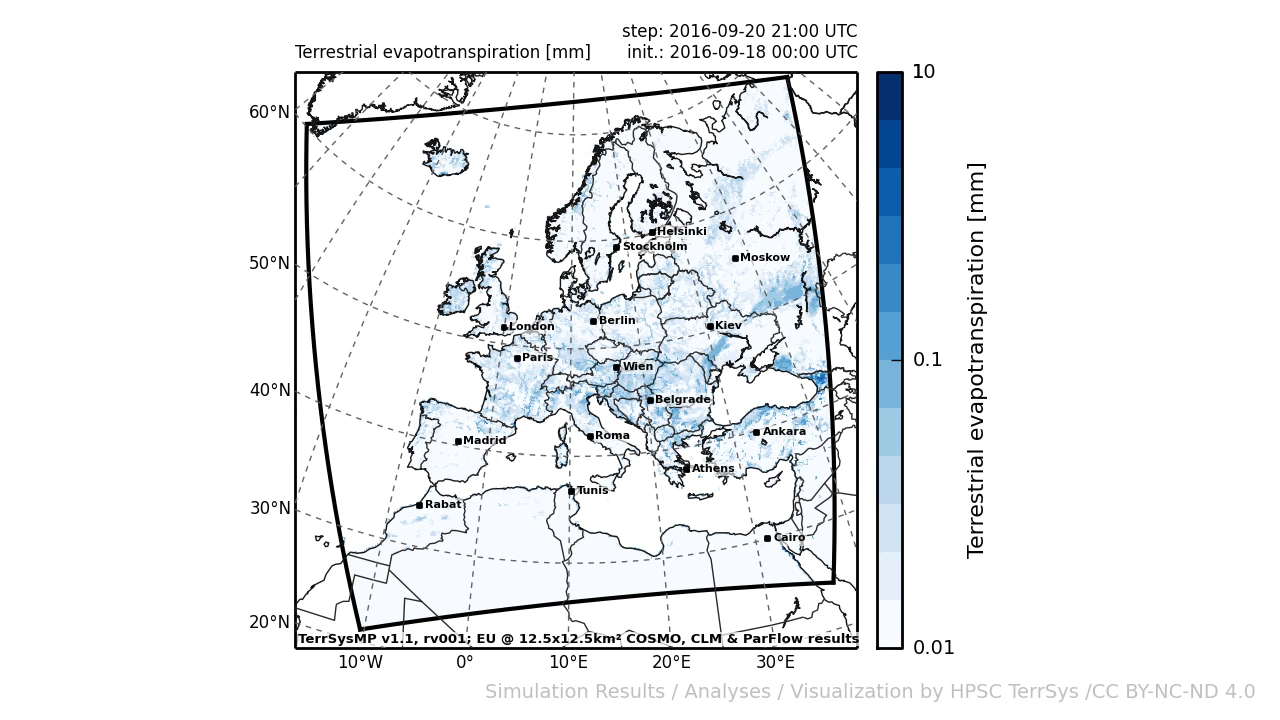 step: 2016-09-20 21:00 UTC
Terrestrial evapotranspiration [mm] init.: 2016-09-18 00:00 UTC
60°N
50°N
40°N
30°N
20°N
10°W 0° 10°E 20°E 30°E
Helsinki
Stockholm
Moskow
London
Berlin
Kiev
Paris
Wien
Belgrade
Madrid
Roma
Ankara
Athens
Tunis
Rabat
Cairo
TerrSysMP v1.1, rv001; EU @ 12.5x12.5km² COSMO, CLM & ParFlow results
10
0.1
0.01
Terrestrial evapotranspiration [mm]
Simulation Results / Analyses / Visualization by HPSC TerrSys /CC BY-NC-ND 4.0